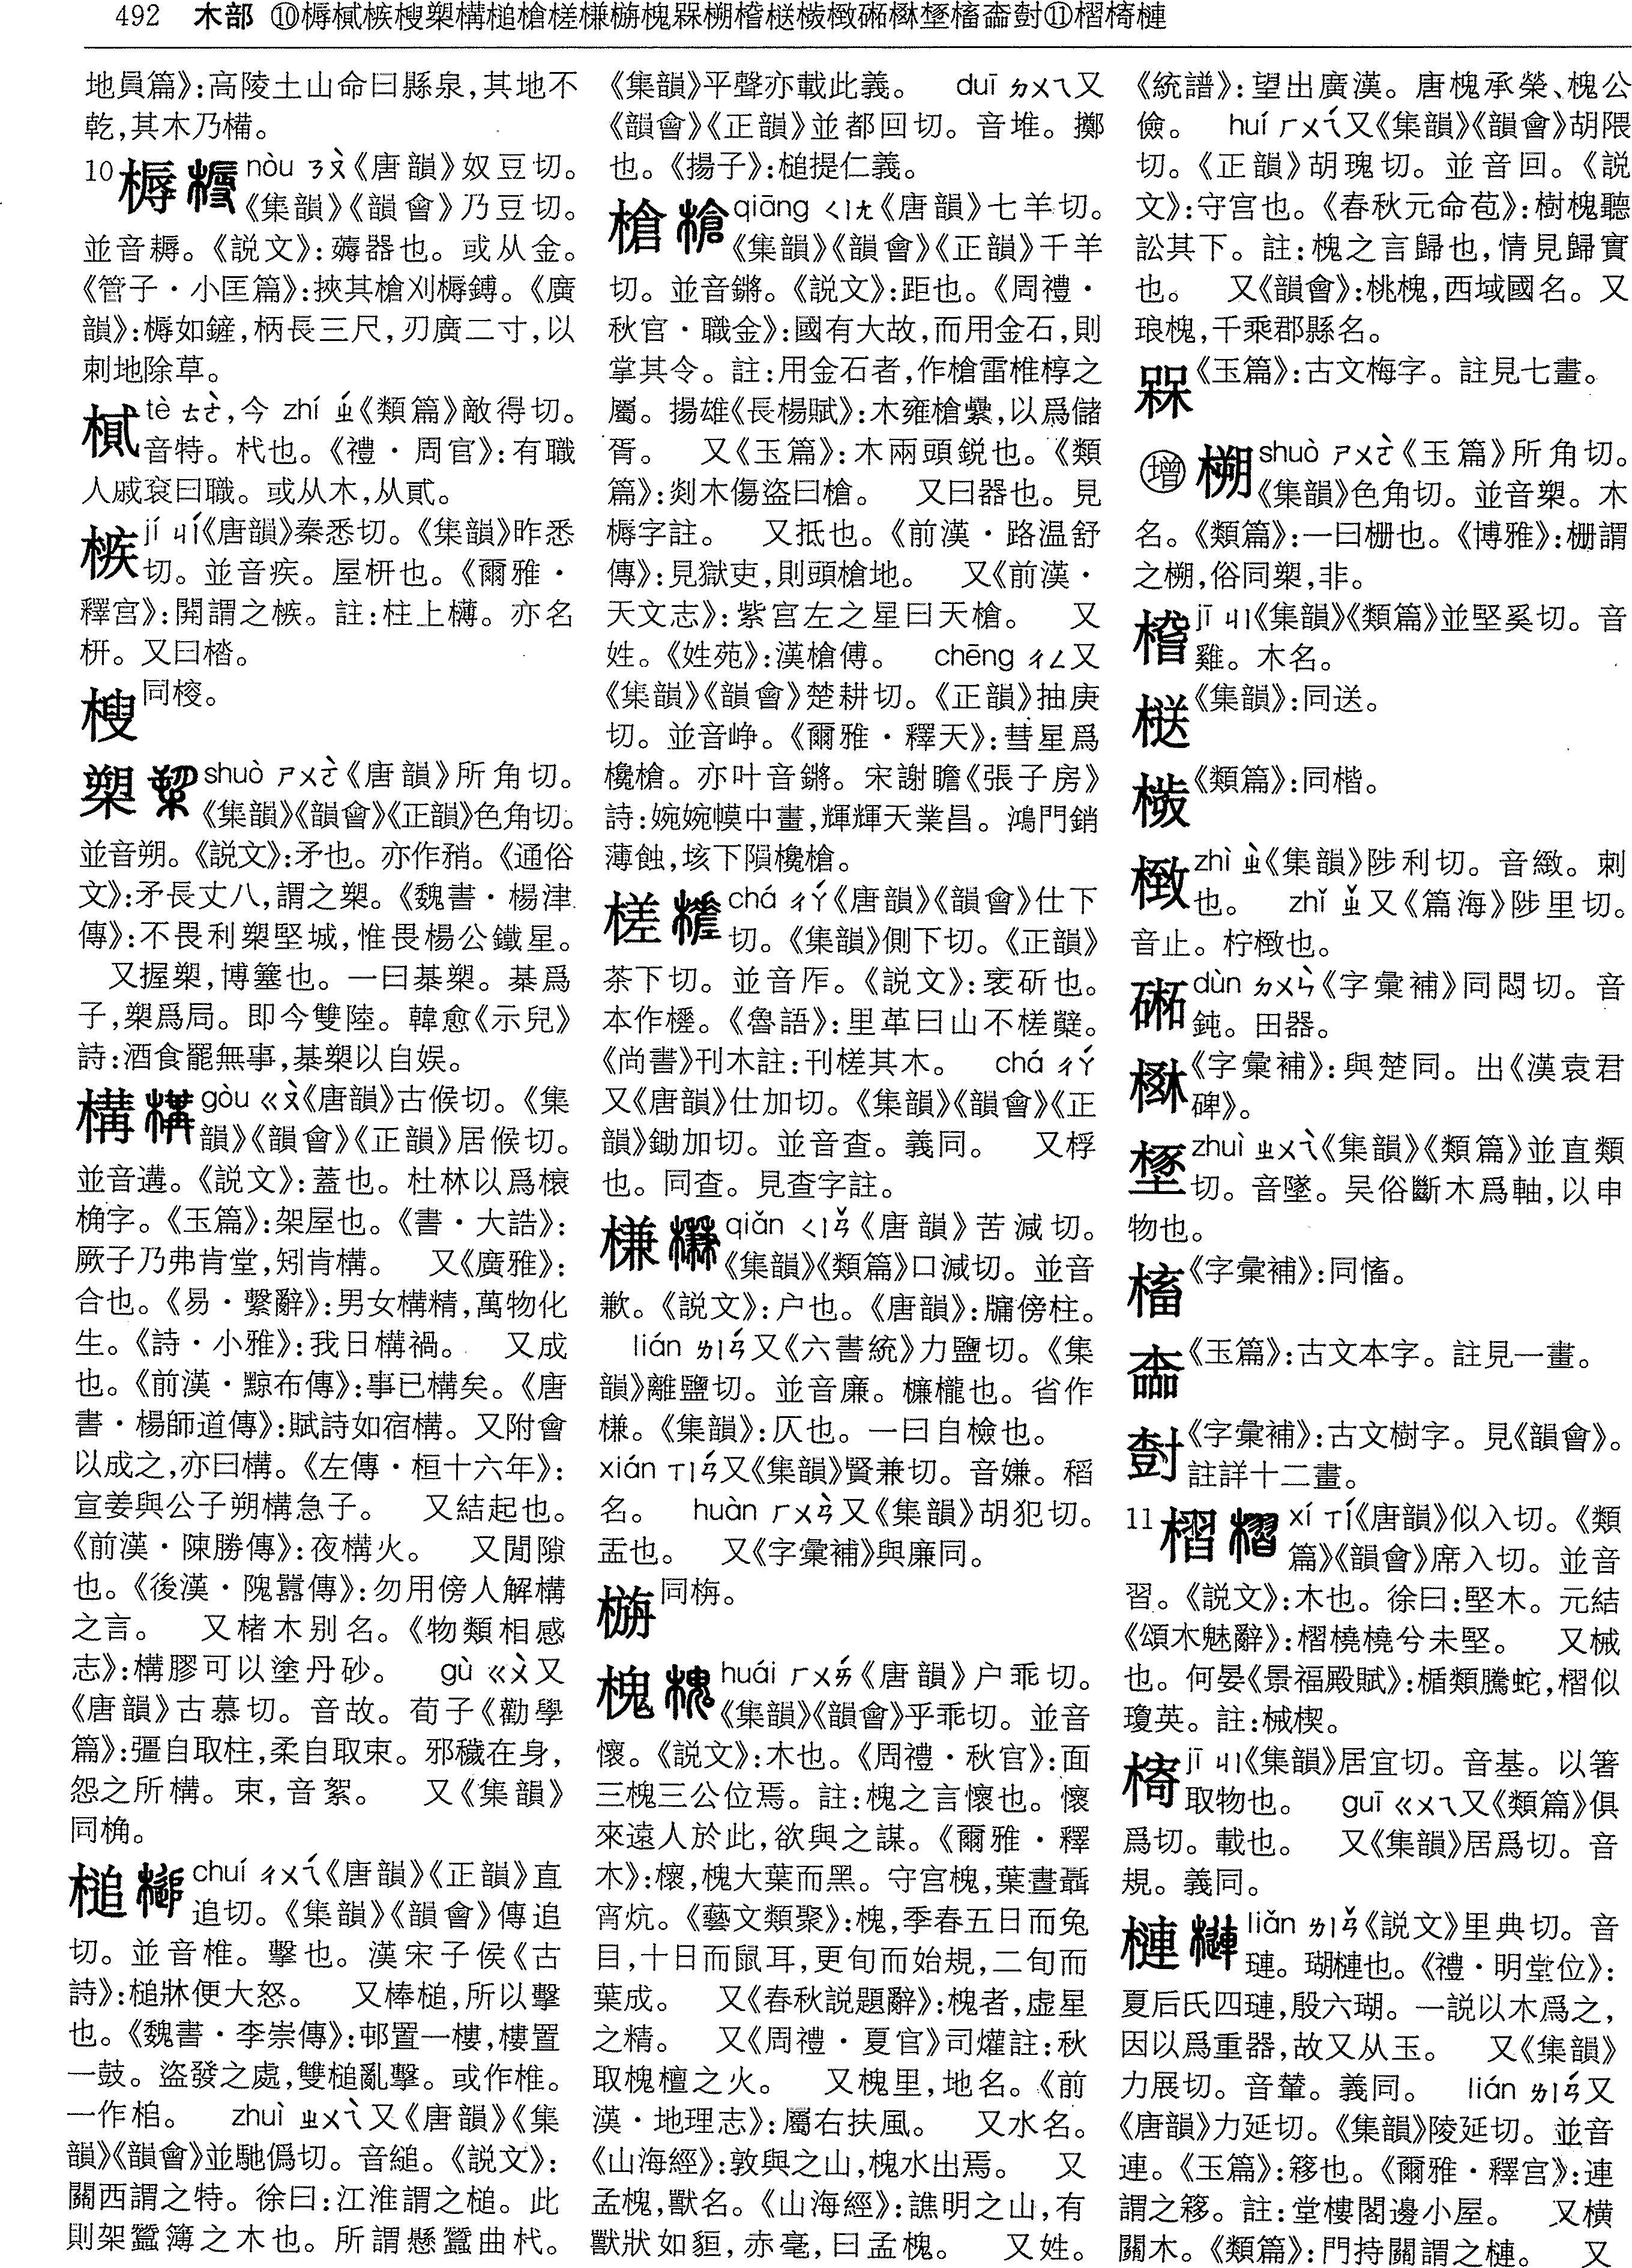 492 木部 ⑩槈樲槉椶槊構槌槍槎槏槞槐槑槊榰槂橄楙⑪槢㨳槤
地員篇》:高陵土山命曰縣泉,其地不
乾,其木乃樠。
10槈 nòu ㄋㄡˋ《唐韻》奴豆切。
《集韻》《韻會》乃豆切。
並音耨。《説文》:薅器也。或从金。
《管子·小匡篇》:挾其槍刈槈鎛。《廣
韻》:槈如鏟,柄長三尺,刃廣二寸,以
刺地除草。
樲 tè ㄊㄜˋ,今 zhí ㄓˊ《類篇》敵得切。
音特。杙也。《禮·周官》:有職
人戚袞曰職。或从木,从貳。
槉 jí ㄐㄧˊ《唐韻》秦悉切。《集韻》昨悉
切。並音疾。屋枅也。《爾雅·
釋宫》:開謂之槉。註:柱上欂。亦名
枅。又曰楷。
同椶。
槊 shuò ㄕㄨㄛˋ《唐韻》所角切。
《集韻》《韻會》《正韻》色角切。
並音朔。《説文》:矛也。亦作矟。《通俗
文》:矛長丈八,謂之槊。《魏書·楊津
傳》:不畏利槊堅城,惟畏楊公鐵星。
又握槊,博簺也。一曰棊槊。棊爲
子,槊爲局。即今雙陸。韓愈《示兒》
詩:酒食罷無事,棊槊以自娱。
構 gòu ㄍㄡˋ《唐韻》古候切。《集
韻》《韻會》《正韻》居候切。
並音遘。《説文》:蓋也。杜林以爲椽
桷字。《玉篇》:架屋也。《書·大誥》:
厥子乃弗肯堂,矧肯構。 又《廣雅》:
合也。《易·繫辭》:男女構精,萬物化
生。《詩·小雅》:我日構禍。 又成
也。《前漢·黥布傳》:事已構矣。《唐
書·楊師道傳》:賦詩如宿構。又附會
以成之,亦曰構。《左傳·桓十六年》:
宣姜與公子朔構急子。 又結起也。
《前漢·陳勝傳》:夜構火。 又閒隙
也。《後漢·隗囂傳》:勿用傍人解構
之言。 又楮木别名。《物類相感
志》:構膠可以塗丹砂。 gù ㄍㄨˋ又
《唐韻》古慕切。音故。荀子《勸學
篇》:彊自取柱,柔自取束。邪穢在身,
怨之所構。束,音絮。 又《集韻》
同桷。
槌 chuí ㄔㄨㄟˊ《唐韻》《正韻》直
追切。《集韻》《韻會》傳追
切。並音椎。擊也。漢宋子侯《古
詩》:槌牀便大怒。 又棒槌,所以擊
也。《魏書·李崇傳》:邨置一樓,樓置
一鼓。盜發之處,雙槌亂擊。或作椎。
一作桘。 zhuì ㄓㄨㄟˋ又《唐韻》《集
韻》《韻會》並馳僞切。音縋。《説文》:
關西謂之特。徐曰:江淮謂之槌。此
則架蠶簿之木也。所謂懸蠶曲杙。
《集韻》平聲亦載此義。 duī ㄉㄨㄟ又
《韻會》《正韻》並都回切。音堆。擲
也。《揚子》:槌提仁義。
槍 qiāng ㄑㄧㄤ《唐韻》七羊切。
《集韻》《韻會》《正韻》千羊
切。並音鏘。《説文》:距也。《周禮·
秋官·職金》:國有大故,而用金石,則
掌其令。註:用金石者,作槍雷椎椁之
屬。揚雄《長楊賦》:木雍槍纍,以爲儲
胥。 又《玉篇》:木兩頭鋭也。《類
篇》:剡木傷盜曰槍。 又曰器也。見
槈字註。 又抵也。《前漢·路温舒
傳》:見獄吏,則頭槍地。 又《前漢·
天文志》:紫宫左之星曰天槍。 又
姓。《姓苑》:漢槍傅。 chēng ㄔㄥ又
《集韻》《韻會》楚耕切。《正韻》抽庚
切。並音崢。《爾雅·釋天》:彗星爲
欃槍。亦叶音鏘。宋謝瞻《張子房》
詩:婉婉幙中畫,輝輝天業昌。鴻門銷
薄蝕,垓下隕欃槍。
槎 chá ㄔㄚˊ《唐韻》《韻會》仕下
切。《集韻》側下切。《正韻》
茶下切。並音厏。《説文》:衺斫也。
本作槎。《魯語》:里革曰山不槎櫱。
《尚書》刊木註:刊槎其木。 chá ㄔㄚˊ
又《唐韻》仕加切。《集韻》《韻會》《正
韻》鋤加切。並音查。義同。 又桴
也。同查。見查字註。
槏 qiǎn ㄑㄧㄢˇ《唐韻》苦減切。
《集韻》《類篇》口減切。並音
歉。《説文》:户也。《唐韻》:牖傍柱。
lián ㄌㄧㄢˊ又《六書統》力鹽切。《集
韻》離鹽切。並音廉。槏櫳也。省作
槏。《集韻》:仄也。一曰自檢也。
xián ㄒㄧㄢˊ又《集韻》賢兼切。音嫌。稻
名。 huàn ㄏㄨㄢˋ又《集韻》胡犯切。
盂也。 又《字彙補》與廉同。
同栴。
槐 huái ㄏㄨㄞˊ《唐韻》户乖切。
《集韻》《韻會》乎乖切。並音
懷。《説文》:木也。《周禮·秋官》:面
三槐三公位焉。註:槐之言懷也。懷
來遠人於此,欲與之謀。《爾雅·釋
木》:櫰,槐大葉而黑。守宫槐,葉晝聶
宵炕。《藝文類聚》:槐,季春五日而兔
目,十日而鼠耳,更旬而始規,二旬而
葉成。 又《春秋説題辭》:槐者,虚星
之精。 又《周禮·夏官》司爟註:秋
取槐檀之火。 又槐里,地名。《前
漢·地理志》:屬右扶風。 又水名。
《山海經》:敦與之山,槐水出焉。 又
孟槐,獸名。《山海經》:譙明之山,有
獸狀如貆,赤毫,曰孟槐。 又姓。
《統譜》:望出廣漢。唐槐承榮、槐公
儉。 huí ㄏㄨㄟˊ又《集韻》《韻會》胡隈
切。《正韻》胡瑰切。並音回。《説
文》:守宫也。《春秋元命苞》:樹槐聽
訟其下。註:槐之言歸也,情見歸實
也。 又《韻會》:桃槐,西域國名。又
琅槐,千乘郡縣名。
槑《玉篇》:古文梅字。註見七畫。
增 shuò ㄕㄨㄛˋ《玉篇》所角切。
《集韻》色角切。並音槊。木
名。《類篇》:一曰栅也。《博雅》:栅謂
之槊,俗同槊,非。
jī ㄐㄧ《集韻》《類篇》並堅奚切。音
雞。木名。
《集韻》:同送。
《類篇》:同楷。
zhì ㄓˋ《集韻》陟利切。音緻。刺
也。 zhǐ ㄓˇ又《篇海》陟里切。
音止。柠緻也。
dùn ㄉㄨㄣˋ《字彙補》同悶切。音
鈍。田器。
《字彙補》:與楚同。出《漢袁君
碑》。
zhuì ㄓㄨㄟˋ《集韻》《類篇》並直類
切。音墜。吴俗斷木爲軸,以申
物也。
《字彙補》:同慉。
《玉篇》:古文本字。註見一畫。
尌《字彙補》:古文樹字。見《韻會》。
註詳十二畫。
11槢 xí ㄒㄧˊ《唐韻》似入切。《類
篇》《韻會》席入切。並音
習。《説文》:木也。徐曰:堅木。元結
《頌木魅辭》:槢橈橈兮未堅。 又械
也。何晏《景福殿賦》:楯類騰蛇,槢似
瓊英。註:械楔。
jī ㄐㄧ《集韻》居宜切。音基。以箸
取物也。 guī ㄍㄨㄟ又《類篇》俱
爲切。載也。 又《集韻》居爲切。音
規。義同。
槤 liǎn ㄌㄧㄢˇ《説文》里典切。音
璉。瑚槤也。《禮·明堂位》:
夏后氏四璉,殷六瑚。一説以木爲之,
因以爲重器,故又从玉。 又《集韻》
力展切。音輦。義同。 lián ㄌㄧㄢˊ又
《唐韻》力延切。《集韻》陵延切。並音
連。《玉篇》:簃也。《爾雅·釋宫》:連
謂之簃。註:堂樓閣邊小屋。 又横
關木。《類篇》:門持關謂之槤。 又